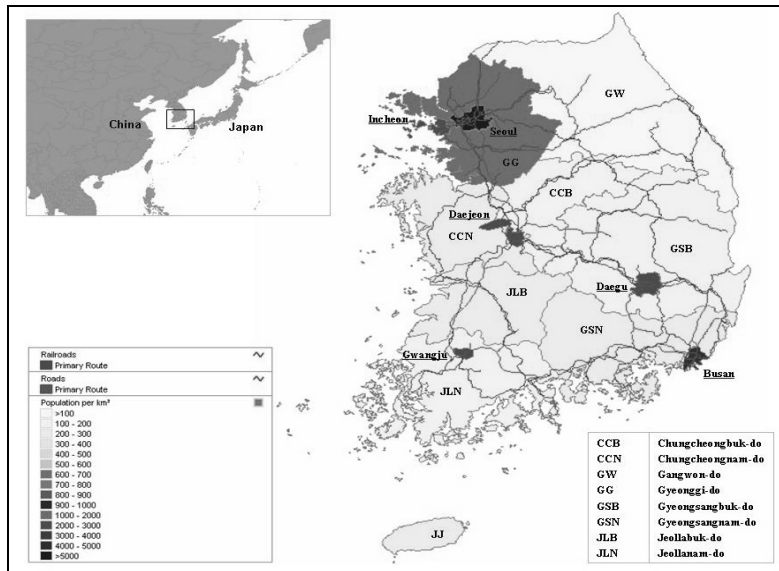 China
Japan
GW
Incheon
Seoul
GG
CCB
Daejeon
CCN
GSB
JLB
Daegu
GSN
Gwangju
Busan
JLN
JJ
Railroads
Primary Route
Roads
Primary Route
Population per km²
>100
100 - 200
200 - 300
300 - 400
400 - 500
500 - 600
600 - 700
700 - 800
800 - 900
900 - 1000
1000 - 2000
2000 - 3000
3000 - 4000
4000 - 5000
>5000
CCB Chungcheongbuk-do
CCN Chungcheongnam-do
GW Gangwon-do
GG Gyeonggi-do
GSB Gyeongsangbuk-do
GSN Gyeongsangnam-do
JLB Jeollabuk-do
JLN Jeollanam-do